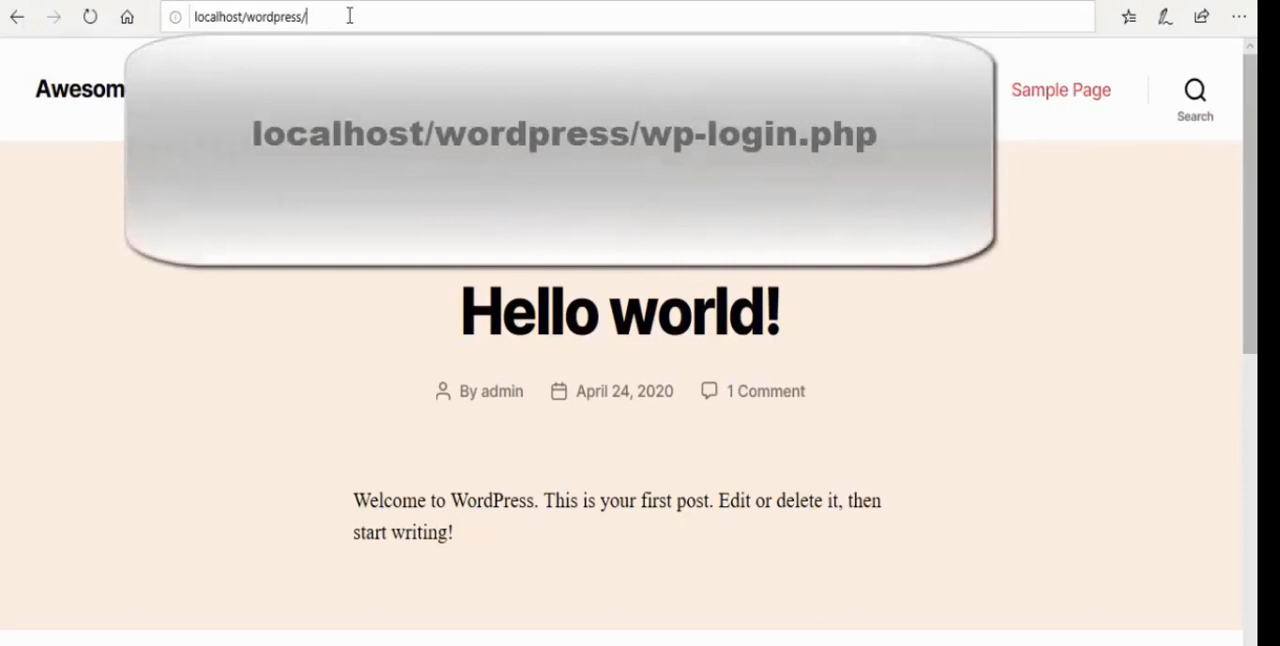 localhost/wordpress/
Awesom
localhost/wordpress/wp-login.php
Sample Page
Search
Hello world!
By admin April 24, 2020 1 Comment
Welcome to WordPress. This is your first post. Edit or delete it, then
start writing!